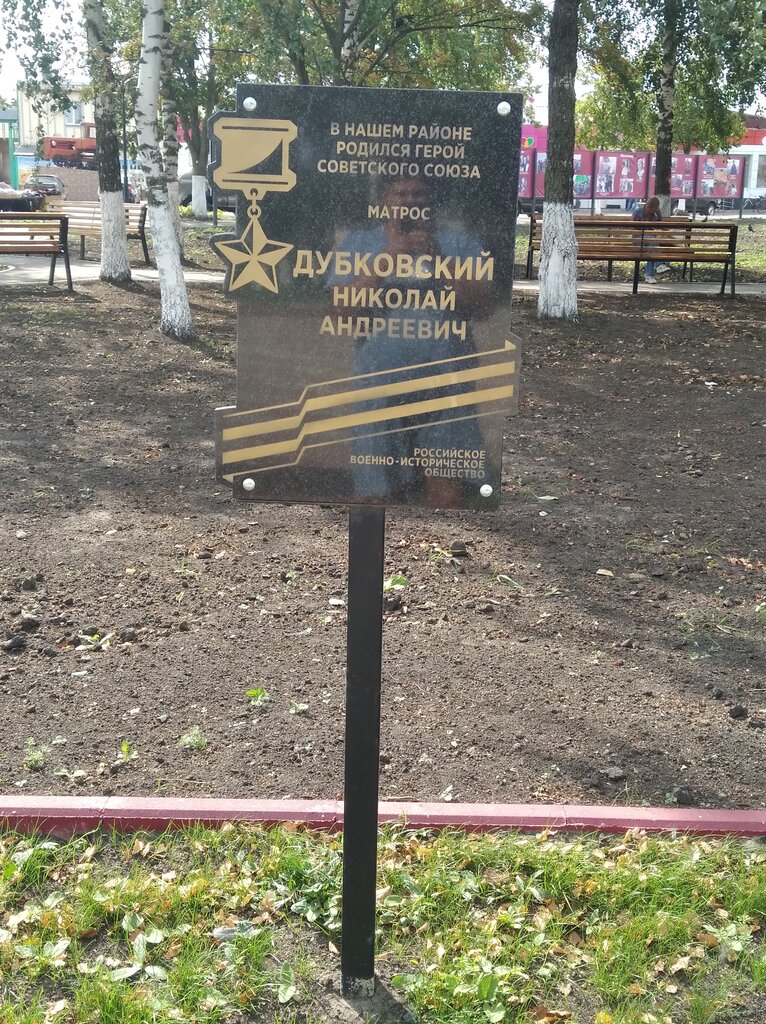 В НАШЕМ РАЙОНЕ
РОДИЛСЯ ГЕРОЙ
СОВЕТСКОГО СОЮЗА
МАТРОС
ДУБКОВСКИЙ
НИКОЛАЙ
АНДРЕЕВИЧ
РОССИЙСКОЕ
ВОЕННО-ИСТОРИЧЕСКОЕ
ОБЩЕСТВО